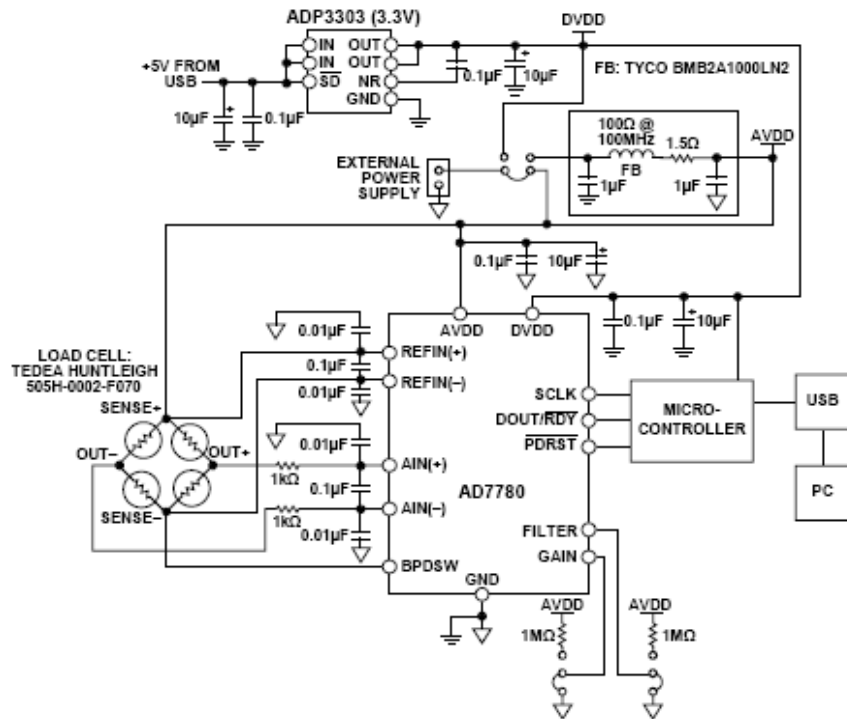 ADP3303 (3.3V)
DVDD
IN
OUT
IN
OUT
SD
NR
GND
+5V FROM
USB
10µF
+
0.1µF
0.1µF
+
10µF
FB: TYCO BMB2A1000LN2
EXTERNAL
POWER
SUPPLY
100Ω @
100MHz
1.5Ω
FB
1µF
1µF
AVDD
0.1µF
10µF
+
0.1µF
+
10µF
0.01µF
0.1µF
0.01µF
AVDD
DVDD
REFIN(+)
REFIN(–)
LOAD CELL:
TEDEA HUNTLEIGH
505H-0002-F070
SENSE+
OUT–
OUT+
SENSE–
0.01µF
1kΩ
0.1µF
1kΩ
0.01µF
AIN(+)
AIN(–)
BPDSW
GND
AD7780
SCLK
DOUT/RDY
PDRST
FILTER
GAIN
MICRO-
CONTROLLER
USB
PC
AVDD
AVDD
1MΩ
1MΩ